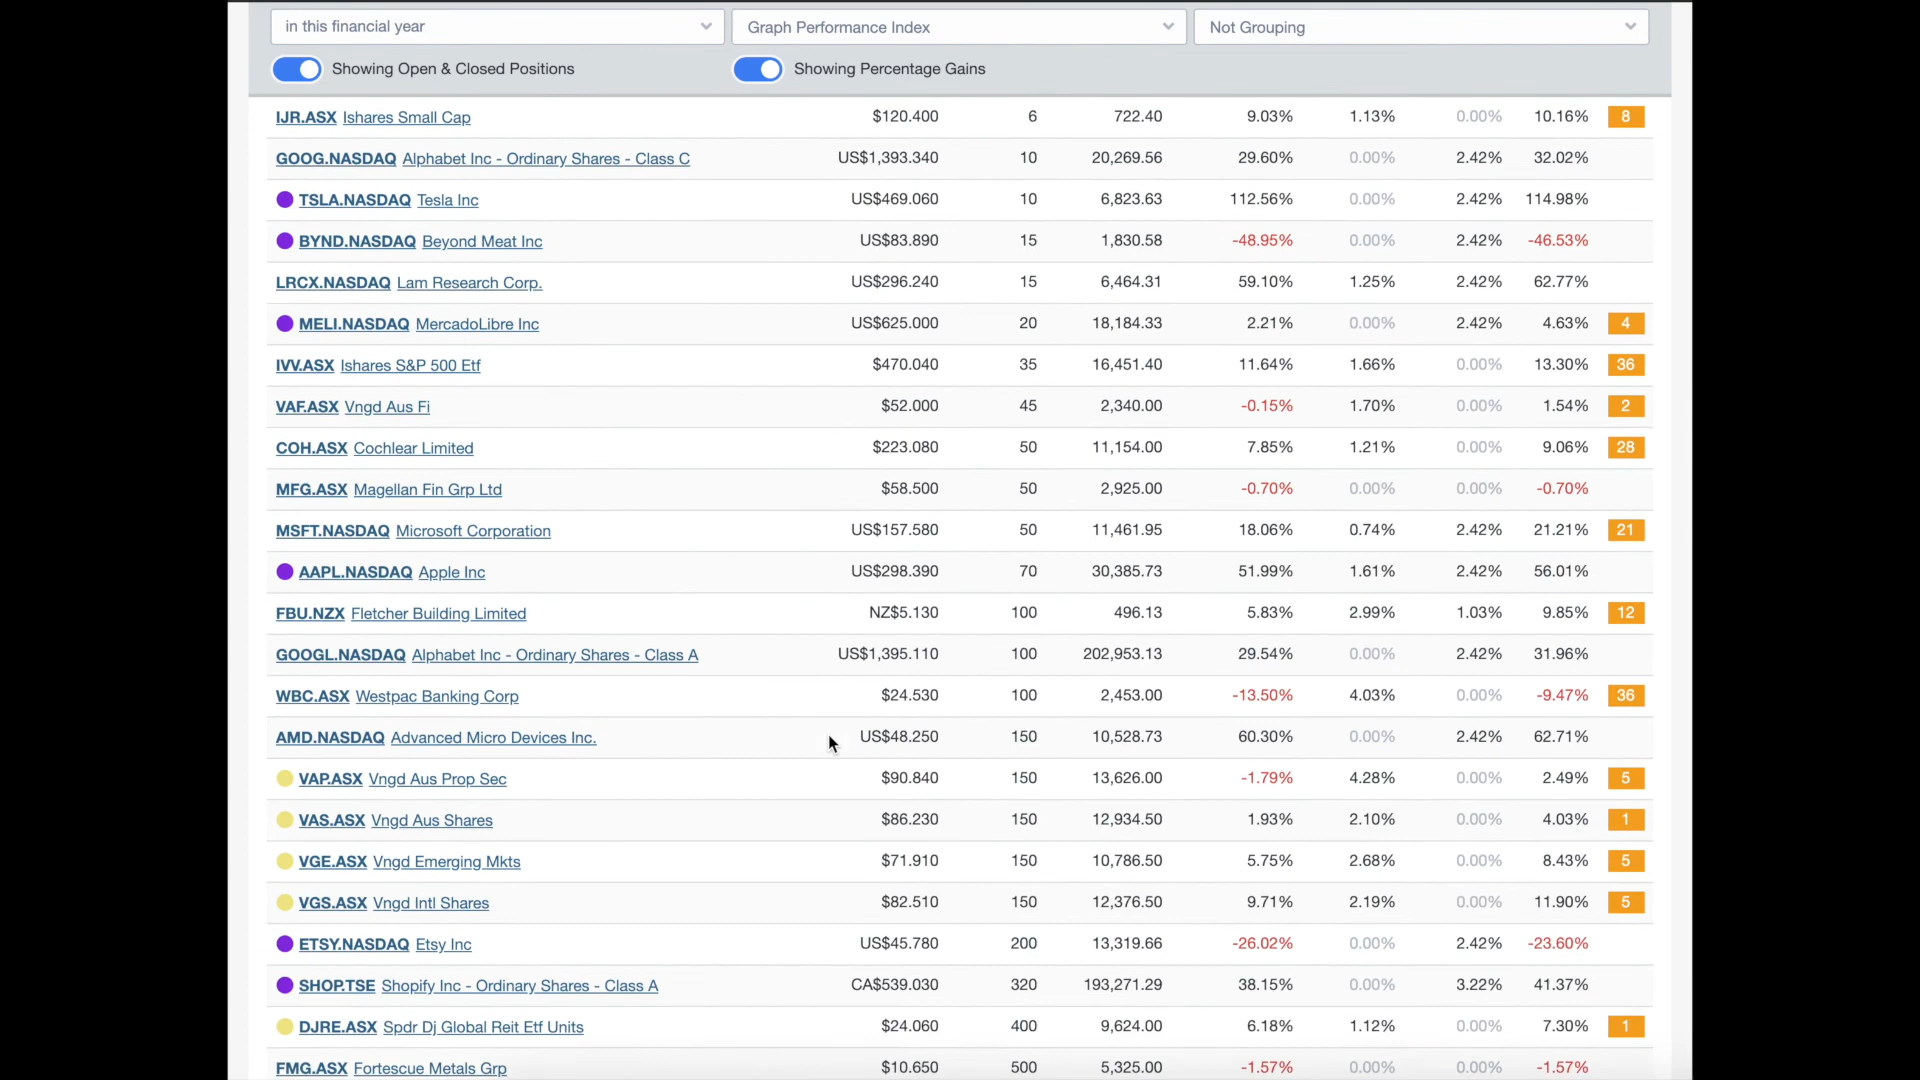 in this financial year Graph Performance Index Not Grouping
Showing Open & Closed Positions Showing Percentage Gains
IJR.ASX Ishares Small Cap $120.400 6 722.40 9.03% 1.13% 0.00% 10.16% 8
GOOG.NASDAQ Alphabet Inc - Ordinary Shares - Class C US$1,393.340 10 20,269.56 29.60% 0.00% 2.42% 32.02%
TSLA.NASDAQ Tesla Inc US$469.060 10 6,823.63 112.56% 0.00% 2.42% 114.98%
BYND.NASDAQ Beyond Meat Inc US$83.890 15 1,830.58 -48.95% 0.00% 2.42% -46.53%
LRCX.NASDAQ Lam Research Corp. US$296.240 15 6,464.31 59.10% 1.25% 2.42% 62.77%
MELI.NASDAQ MercadoLibre Inc US$625.000 20 18,184.33 2.21% 0.00% 2.42% 4.63% 4
IVV.ASX Ishares S&P 500 Etf $470.040 35 16,451.40 11.64% 1.66% 0.00% 13.30% 36
VAF.ASX Vngd Aus Fi $52.000 45 2,340.00 -0.15% 1.70% 0.00% 1.54% 2
COH.ASX Cochlear Limited $223.080 50 11,154.00 7.85% 1.21% 0.00% 9.06% 28
MFG.ASX Magellan Fin Grp Ltd $58.500 50 2,925.00 -0.70% 0.00% 0.00% -0.70%
MSFT.NASDAQ Microsoft Corporation US$157.580 50 11,461.95 18.06% 0.74% 2.42% 21.21% 21
AAPL.NASDAQ Apple Inc US$298.390 70 30,385.73 51.99% 1.61% 2.42% 56.01%
FBU.NZX Fletcher Building Limited NZ$5.130 100 496.13 5.83% 2.99% 1.03% 9.85% 12
GOOGL.NASDAQ Alphabet Inc - Ordinary Shares - Class A US$1,395.110 100 202,953.13 29.54% 0.00% 2.42% 31.96%
WBC.ASX Westpac Banking Corp $24.530 100 2,453.00 -13.50% 4.03% 0.00% -9.47% 36
AMD.NASDAQ Advanced Micro Devices Inc. US$48.250 150 10,528.73 60.30% 0.00% 2.42% 62.71%
VAP.ASX Vngd Aus Prop Sec $90.840 150 13,626.00 -1.79% 4.28% 0.00% 2.49% 5
VAS.ASX Vngd Aus Shares $86.230 150 12,934.50 1.93% 2.10% 0.00% 4.03% 1
VGE.ASX Vngd Emerging Mkts $71.910 150 10,786.50 5.75% 2.68% 0.00% 8.43% 5
VGS.ASX Vngd Intl Shares $82.510 150 12,376.50 9.71% 2.19% 0.00% 11.90% 5
ETSY.NASDAQ Etsy Inc US$45.780 200 13,319.66 -26.02% 0.00% 2.42% -23.60%
SHOP.TSE Shopify Inc - Ordinary Shares - Class A CA$539.030 320 193,271.29 38.15% 0.00% 3.22% 41.37%
DJRE.ASX Spdr Dj Global Reit Etf Units $24.060 400 9,624.00 6.18% 1.12% 0.00% 7.30% 1
FMG.ASX Fortescue Metals Grp $10.650 500 5,325.00 -1.57% 0.00% 0.00% -1.57%